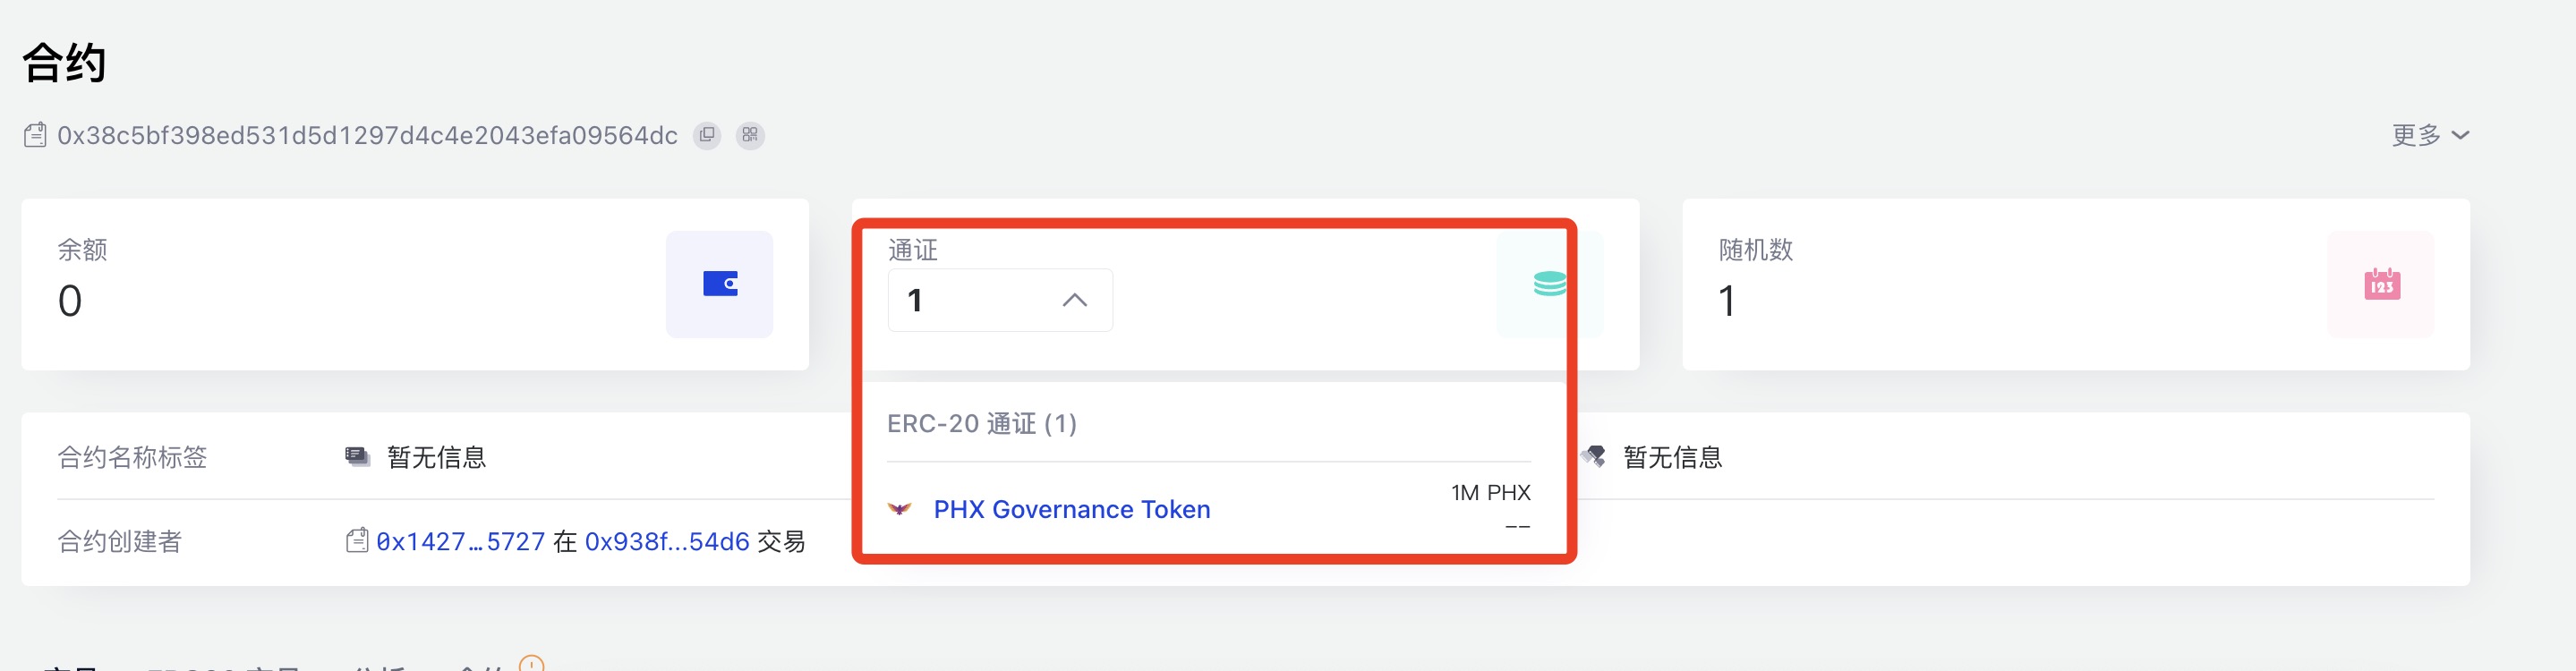 合约
0x38c5bf398ed531d5d1297d4c4e2043efa09564dc
更多
余额
0
通证
1
随机数
1
123
ERC-20 通证 (1)
PHX Governance Token
1M PHX
--
合约名称标签
暂无信息
暂无信息
合约创建者
0x1427...5727 在 0x938f...54d6 交易